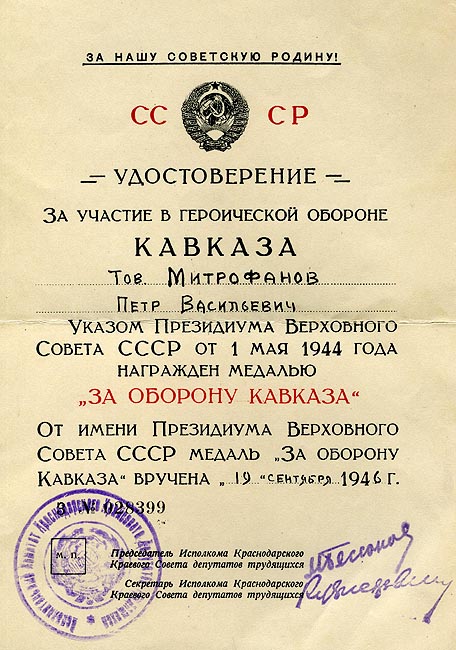 ЗА НАШУ СОВЕТСКУЮ РОДИНУ!
СС СР
УДОСТОВЕРЕНИЕ
ЗА УЧАСТИЕ В ГЕРОИЧЕСКОЙ ОБОРОНЕ
КАВКАЗА
Тов. Митрофанов
Петр Васильевич
УКАЗОМ ПРЕЗИДИУМА ВЕРХОВНОГО
СОВЕТА СССР ОТ 1 МАЯ 1944 ГОДА
НАГРАЖДЕН МЕДАЛЬЮ
„ЗА ОБОРОНУ КАВКАЗА“
ОТ ИМЕНИ ПРЕЗИДИУМА ВЕРХОВНОГО
СОВЕТА СССР МЕДАЛЬ „ЗА ОБОРОНУ
КАВКАЗА“ ВРУЧЕНА „19“ сентября 1946 г.
З № 028399
М. П.
Председатель Исполкома Краснодарского
Краевого Совета депутатов трудящихся
Секретарь Исполкома Краснодарского
Краевого Совета депутатов трудящихся